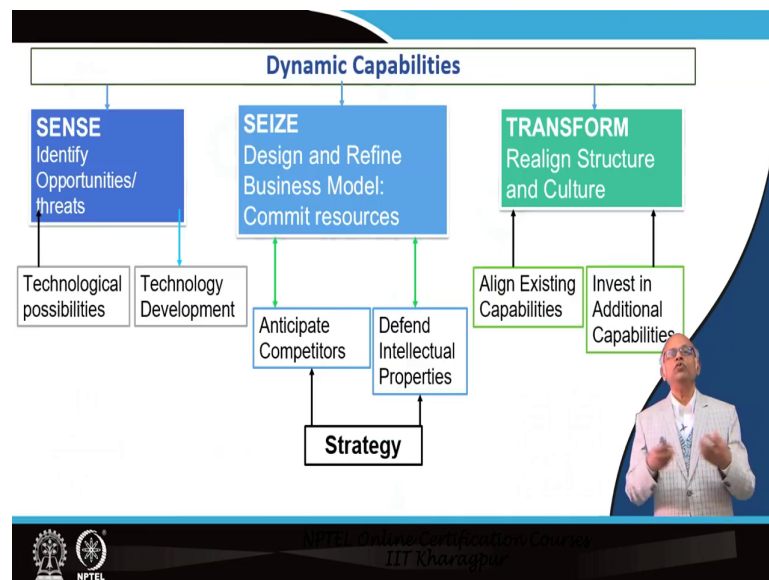 Dynamic Capabilities
SENSE
Identify
Opportunities/
threats
SEIZE
Design and Refine
Business Model:
Commit resources
TRANSFORM
Realign Structure
and Culture
Technological
possibilities
Technology
Development
Anticipate
Competitors
Defend
Intellectual
Properties
Align Existing
Capabilities
Invest in
Additional
Capabilities
Strategy
NPTEL Online Certification Courses
IIT Kharagpur
NPTEL